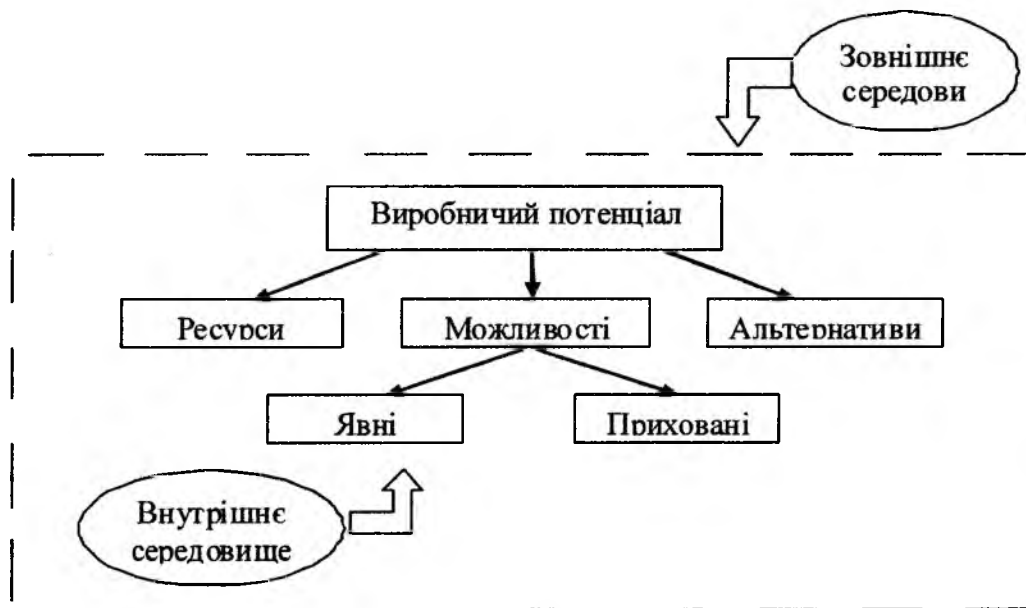 Зовнішнє
середови
Виробничий потенціал
Ресурси
Можливості
Альтернативи
Явні
Приховані
Внутрішнє
середовище